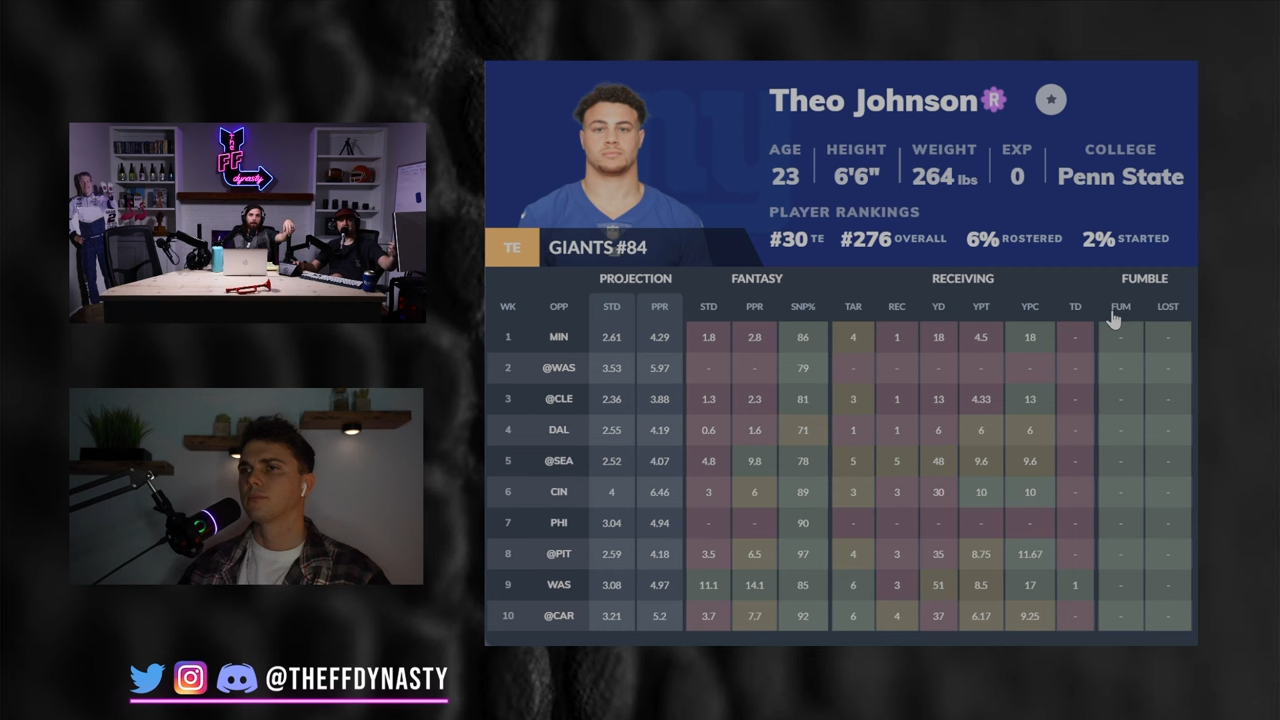 The
FF
dynasty
Theo Johnson R
AGE HEIGHT WEIGHT EXP COLLEGE
23 6'6" 264 lbs 0 Penn State
PLAYER RANKINGS
#30 TE #276 OVERALL 6% ROSTERED 2% STARTED
TE GIANTS #84
PROJECTION FANTASY RECEIVING FUMBLE
WK OPP STD PPR STD PPR SNP% TAR REC YD YPT YPC TD FUM LOST
1 MIN 2.61 4.29 1.8 2.8 86 4 1 18 4.5 18 - - -
2 @WAS 3.53 5.97 - - 79 - - - - - - - -
3 @CLE 2.36 3.88 1.3 2.3 81 3 1 13 4.33 13 - - -
4 DAL 2.55 4.19 0.6 1.6 71 1 1 6 6 6 - - -
5 @SEA 2.52 4.07 4.8 9.8 78 5 5 48 9.6 9.6 - - -
6 CIN 4 6.46 3 6 89 3 3 30 10 10 - - -
7 PHI 3.04 4.94 - - 90 - - - - - - - -
8 @PIT 2.59 4.18 3.5 6.5 97 4 3 35 8.75 11.67 - - -
9 WAS 3.08 4.97 11.1 14.1 85 6 3 51 8.5 17 1 - -
10 @CAR 3.21 5.2 3.7 7.7 92 6 4 37 6.17 9.25 - - -
@THEFFDYNASTY